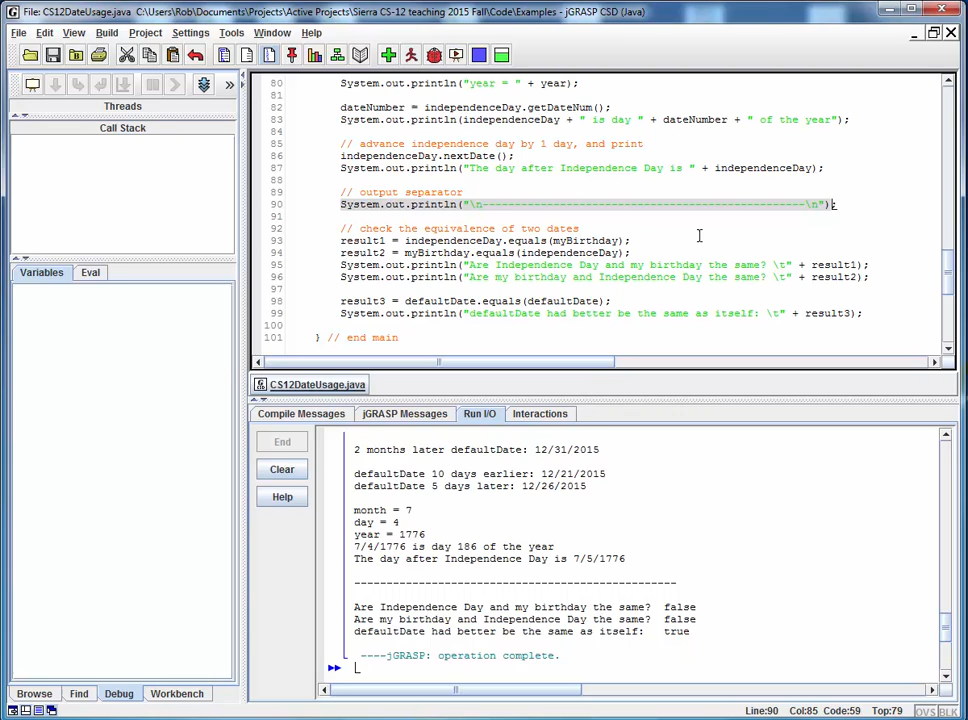 File: CS12DateUsage.java  C:\Users\Rob\Documents\Projects\Active Projects\Sierra CS-12 teaching 2015 Fall\Code\Examples - jGRASP CSD (Java)
File Edit View Build Project Settings Tools Window Help
Threads
Call Stack
Variables Eval
Browse Find Debug Workbench
80 System.out.println("year = " + year);
81
82 dateNumber = independenceDay.getDateNum();
83 System.out.println(independenceDay + " is day " + dateNumber + " of the year");
84
85 // advance independence day by 1 day, and print
86 independenceDay.nextDate();
87 System.out.println("The day after Independence Day is " + independenceDay);
88
89 // output separator
90 System.out.println("\n-----------------------------------------------------\n");
91
92 // check the equivalence of two dates
93 result1 = independenceDay.equals(myBirthday);
94 result2 = myBirthday.equals(independenceDay);
95 System.out.println("Are Independence Day and my birthday the same? \t" + result1);
96 System.out.println("Are my birthday and Independence Day the same? \t" + result2);
97
98 result3 = defaultDate.equals(defaultDate);
99 System.out.println("defaultDate had better be the same as itself: \t" + result3);
100
101 } // end main
CS12DateUsage.java
Compile Messages jGRASP Messages Run I/O Interactions
End
Clear
Help
2 months later defaultDate: 12/31/2015
defaultDate 10 days earlier: 12/21/2015
defaultDate 5 days later: 12/26/2015
month = 7
day = 4
year = 1776
7/4/1776 is day 186 of the year
The day after Independence Day is 7/5/1776
-----------------------------------------------------
Are Independence Day and my birthday the same? false
Are my birthday and Independence Day the same? false
defaultDate had better be the same as itself: true
----jGRASP: operation complete.
Line:90 Col:85 Code:59 Top:79 OVS BLK